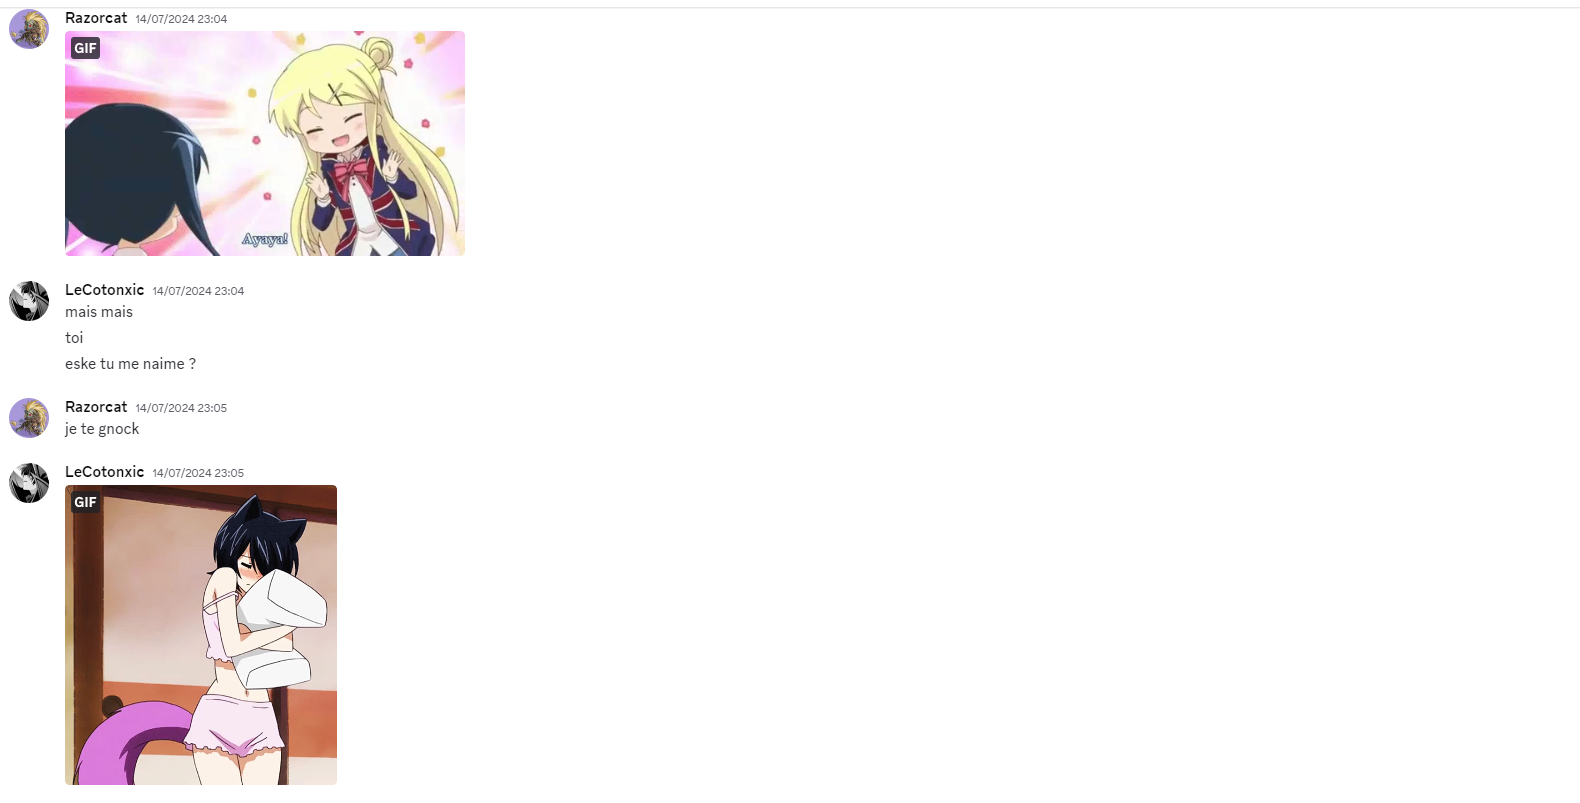 Razorcat 14/07/2024 23:04
GIF
Ayaya!
LeCotonxic 14/07/2024 23:04
mais mais
toi
eske tu me naime ?
Razorcat 14/07/2024 23:05
je te gnock
LeCotonxic 14/07/2024 23:05
GIF